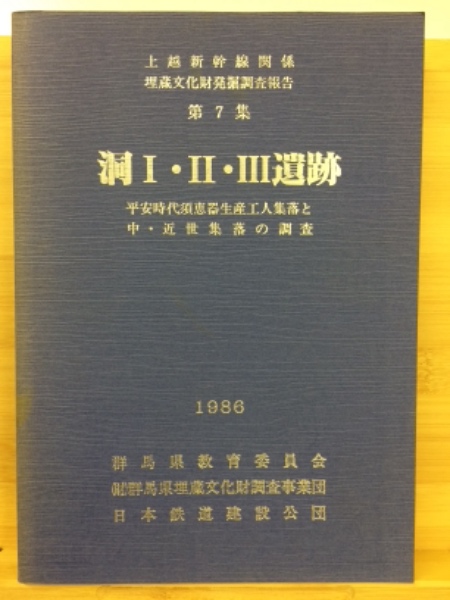 上越新幹線関係
埋蔵文化財発掘調査報告
第7集
洞I・II・III遺跡
平安時代須恵器生産工人集落と
中・近世集落の調査
1986
群馬県教育委員会
㈶群馬県埋蔵文化財調査事業団
日本鉄道建設公団